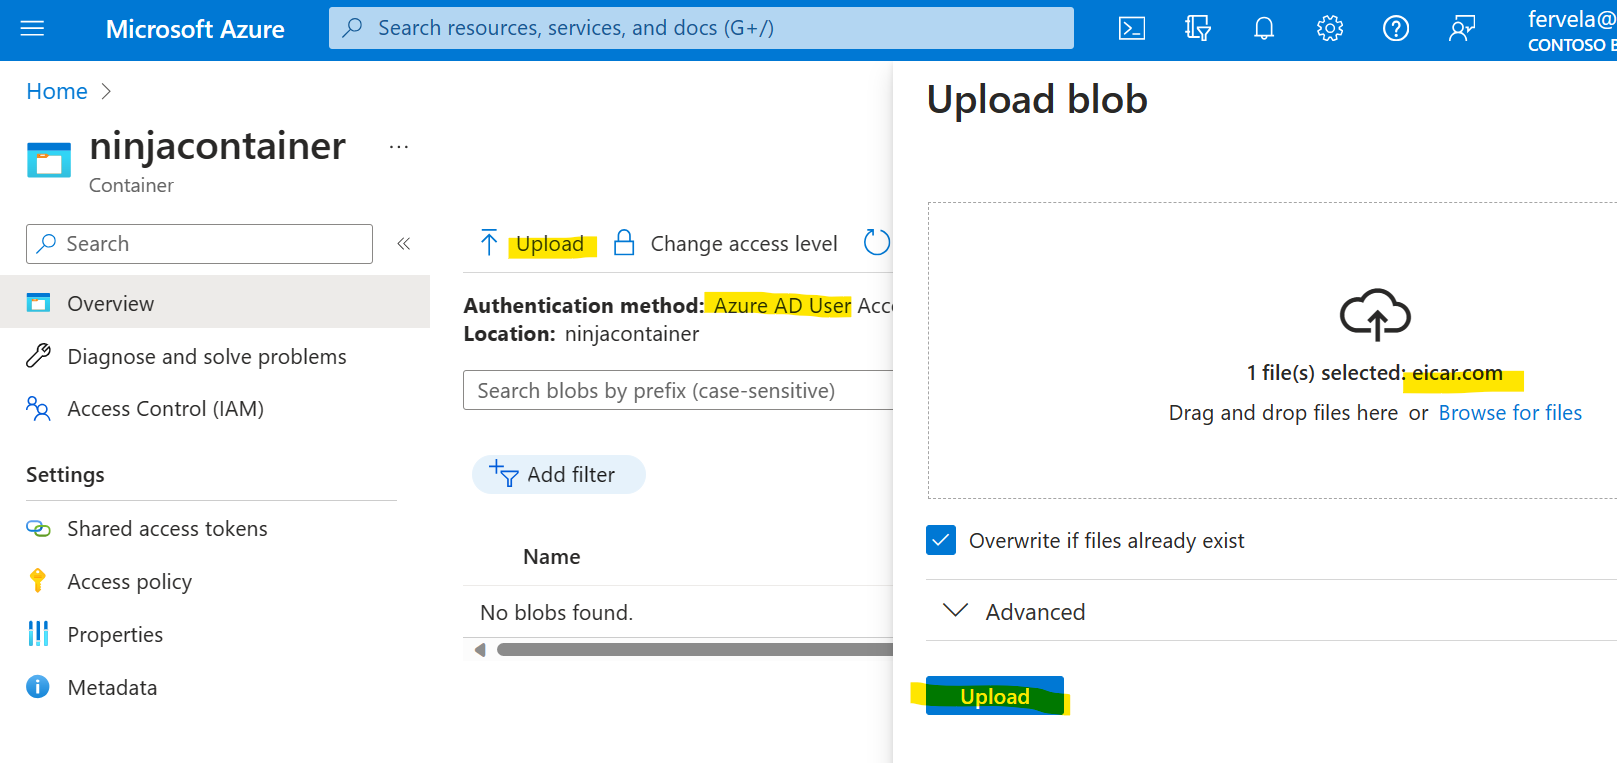 Microsoft Azure
Search resources, services, and docs (G+/)
fervela@
CONTOSO
Home
ninjacontainer
...
Container
Search
Overview
Diagnose and solve problems
Access Control (IAM)
Settings
Shared access tokens
Access policy
Properties
Metadata
Upload
Change access level
Authentication method: Azure AD User
Location: ninjacontainer
Search blobs by prefix (case-sensitive)
Add filter
Name
No blobs found.
Upload blob
1 file(s) selected: eicar.com
Drag and drop files here or Browse for files
Overwrite if files already exist
Advanced
Upload